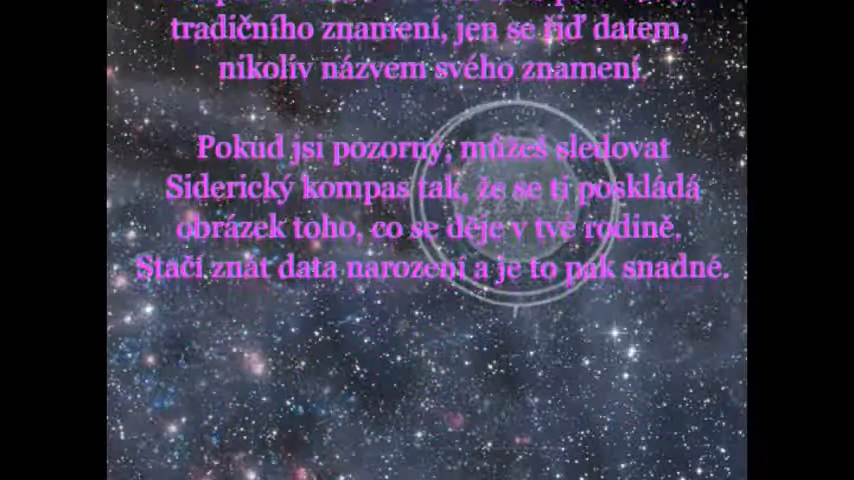 tradičního znamení, jen se řiď datem,
nikolív názvem svého znamení.
Pokud jsi pozorný, můžeš sledovat
Siderický kompas tak, že se ti poskládá
obrázek toho, co se děje v tvé rodině.
Stačí znát data narození a je to pak snadné.